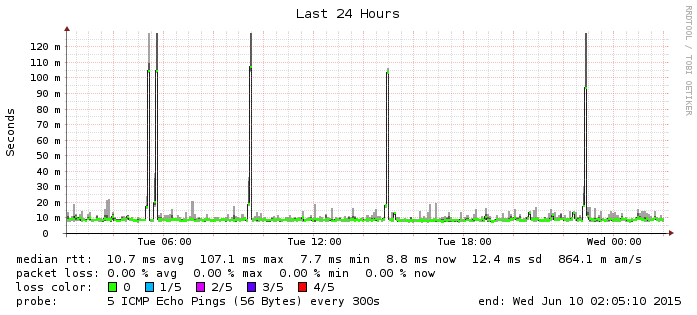 Last 24 Hours
RRDTOOL / TOBI OETIKER
Seconds
120 m
110 m
100 m
90 m
80 m
70 m
60 m
50 m
40 m
30 m
20 m
10 m
0
Tue 06:00 Tue 12:00 Tue 18:00 Wed 00:00
median rtt: 10.7 ms avg 107.1 ms max 7.7 ms min 8.8 ms now 12.4 ms sd 864.1 m am/s
packet loss: 0.00 % avg 0.00 % max 0.00 % min 0.00 % now
loss color: 0 1/5 2/5 3/5 4/5
probe: 5 ICMP Echo Pings (56 Bytes) every 300s end: Wed Jun 10 02:05:10 2015